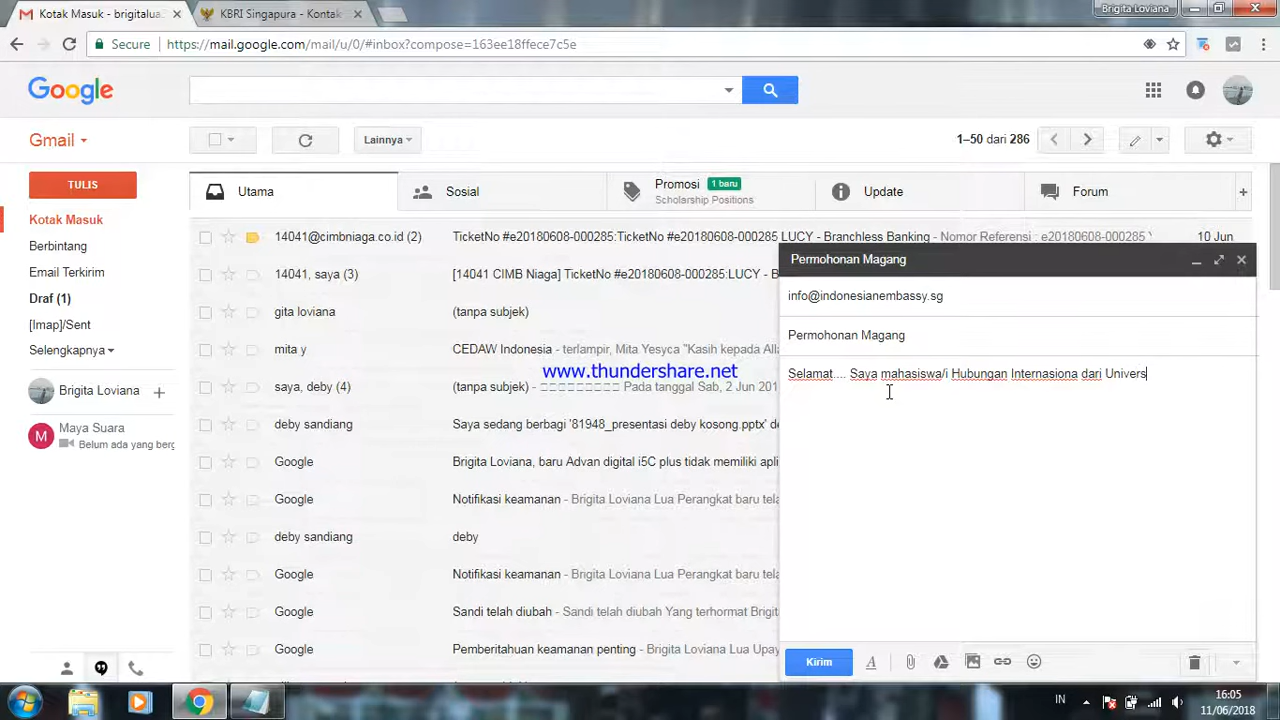 Kotak Masuk - brigitalua
KBRI Singapura - Kontak
Brigita Loviana
Secure
https://mail.google.com/mail/u/0/#inbox?compose=163ee18ffece7c5e
Google
Gmail
Lainnya
1–50 dari 286
TULIS
Utama
Sosial
Promosi
1 baru
Scholarship Positions
Update
Forum
Kotak Masuk
Berbintang
Email Terkirim
Draf (1)
[Imap]/Sent
Selengkapnya
Brigita Loviana
M
Maya Suara
Belum ada yang berg
14041@cimbniaga.co.id (2) TicketNo #e20180608-000285:TicketNo #e20180608-000285 LUCY - Branchless Banking - Nomor Referensi : e20180608-000285 Y 10 Jun
14041, saya (3) [14041 CIMB Niaga] TicketNo #e20180608-000285:LUCY - Ba
gita loviana (tanpa subjek)
mita y CEDAW Indonesia - terlampir, Mita Yesyca "Kasih kepada Alla
www.thundershare.net
saya, deby (4) (tanpa subjek) - ========= Pada tanggal Sab, 2 Jun 201
deby sandiang Saya sedang berbagi '81948_presentasi deby kosong.pptx' de
Google Brigita Loviana, baru Advan digital i5C plus tidak memiliki apli
Google Notifikasi keamanan - Brigita Loviana Lua Perangkat baru tela
deby sandiang deby
Google Notifikasi keamanan - Brigita Loviana Lua Perangkat baru tela
Google Sandi telah diubah - Sandi telah diubah Yang terhormat Brigit
Google Pemberitahuan keamanan penting - Brigita Loviana Lua Upay
Permohonan Magang
info@indonesianembassy.sg
Permohonan Magang
Selamat.... Saya mahasiswa/i Hubungan Internasiona dari Univers
Kirim
IN
16:05
11/06/2018